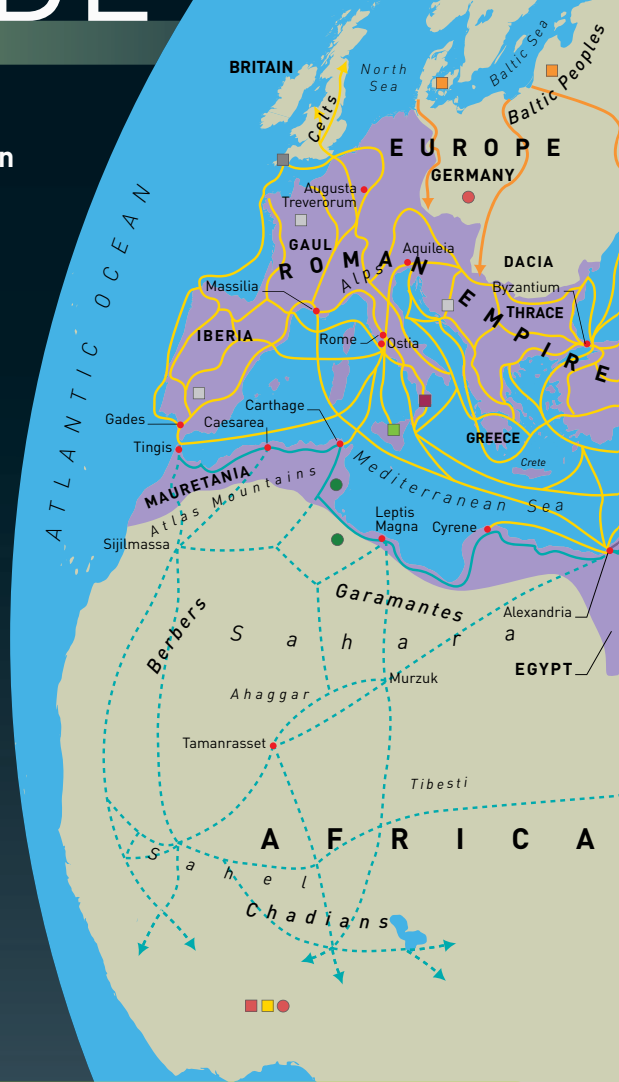 DE
n
BRITAIN
North
Sea
Baltic Sea
Baltic Peoples
Celts
EUROPE
GERMANY
Augusta
Treverorum
GAUL
ROMAN EMPIRE
Alps
Aquileia
DACIA
Byzantium
THRACE
Massilia
IBERIA
Rome
Ostia
ATLANTIC OCEAN
Carthage
Gades
Caesarea
Tingis
GREECE
Crete
MAURETANIA
Atlas Mountains
Mediterranean Sea
Sijilmassa
Leptis
Magna
Cyrene
Alexandria
Garamantes
Berbers
Sahara
EGYPT
Murzuk
Ahaggar
Tamanrasset
Tibesti
AFRICA
Sahel
Chadians